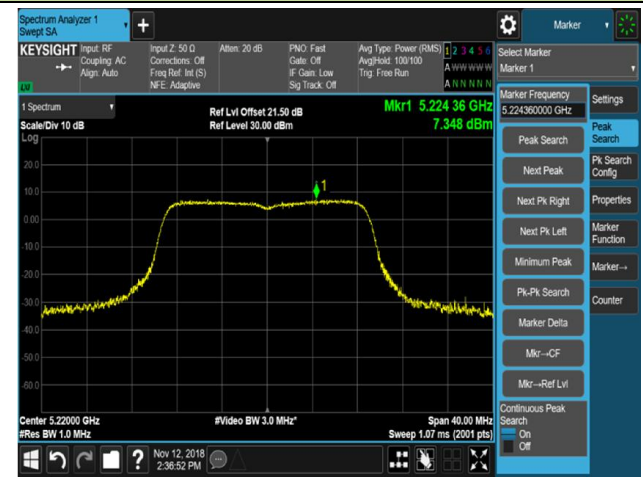 Spectrum Analyzer 1
Swept SA
+
Marker
KEYSIGHT
Input: RF
Coupling: AC
Align: Auto
Input Z: 50 Ω
Corrections: Off
Freq Ref: Int (S)
NFE: Adaptive
Atten: 20 dB
PNO: Fast
Gate: Off
IF Gain: Low
Sig Track: Off
Avg Type: Power (RMS)
Avg|Hold: 100/100
Trig: Free Run
1 2 3 4 5 6
A W W W W W
A N N N N N
Select Marker
Marker 1
1 Spectrum
Scale/Div 10 dB
Log
Ref Lvl Offset 21.50 dB
Ref Level 30.00 dBm
Mkr1 5.224 36 GHz
7.348 dBm
20.0
10.0
0.00
-10.0
-20.0
-30.0
-40.0
-50.0
-60.0
1
Center 5.22000 GHz
#Res BW 1.0 MHz
#Video BW 3.0 MHz*
Span 40.00 MHz
Sweep 1.07 ms (2001 pts)
Marker Frequency
5.224360000 GHz
Peak Search
Next Peak
Next Pk Right
Next Pk Left
Minimum Peak
Pk-Pk Search
Marker Delta
Mkr→CF
Mkr→Ref Lvl
Continuous Peak
Search
On
Off
Settings
Peak
Search
Pk Search
Config
Properties
Marker
Function
Marker→
Counter
?
Nov 12, 2018
2:36:52 PM